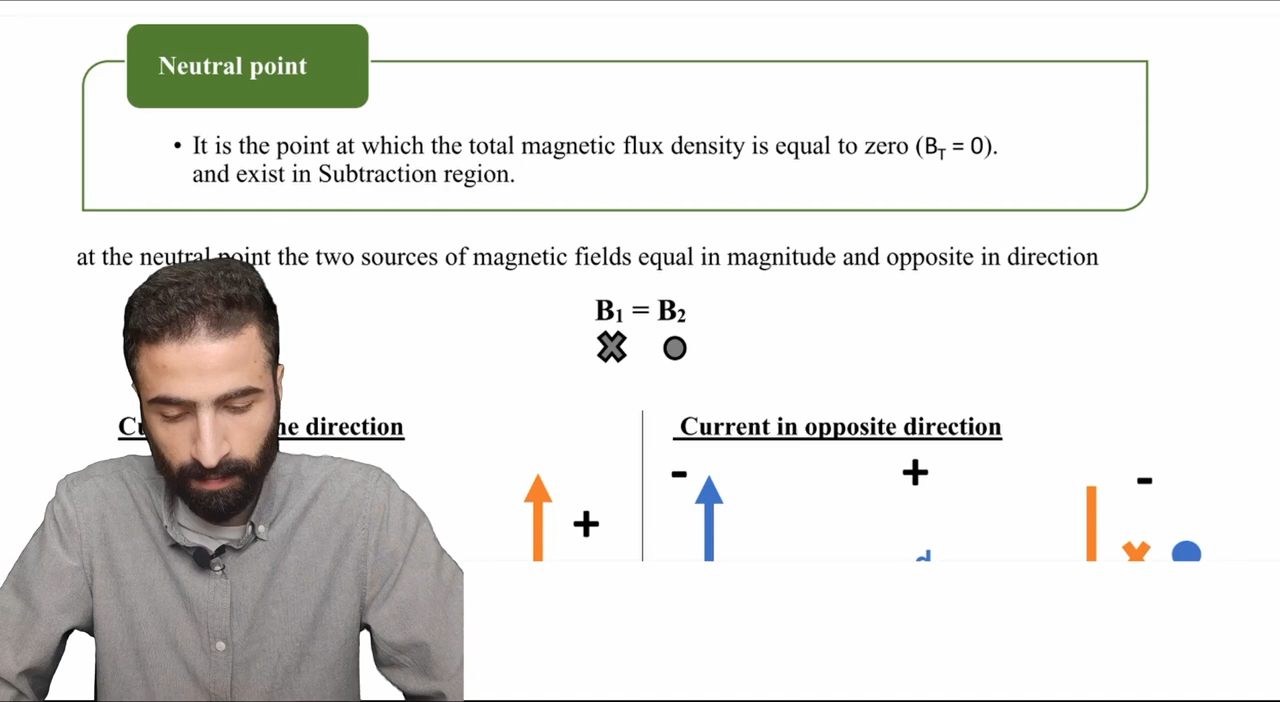 Neutral point
• It is the point at which the total magnetic flux density is equal to zero (B_T = 0).
and exist in Subtraction region.
at the neutral point the two sources of magnetic fields equal in magnitude and opposite in direction
B₁ = B₂
direction
Current in opposite direction
- +
-
+
d